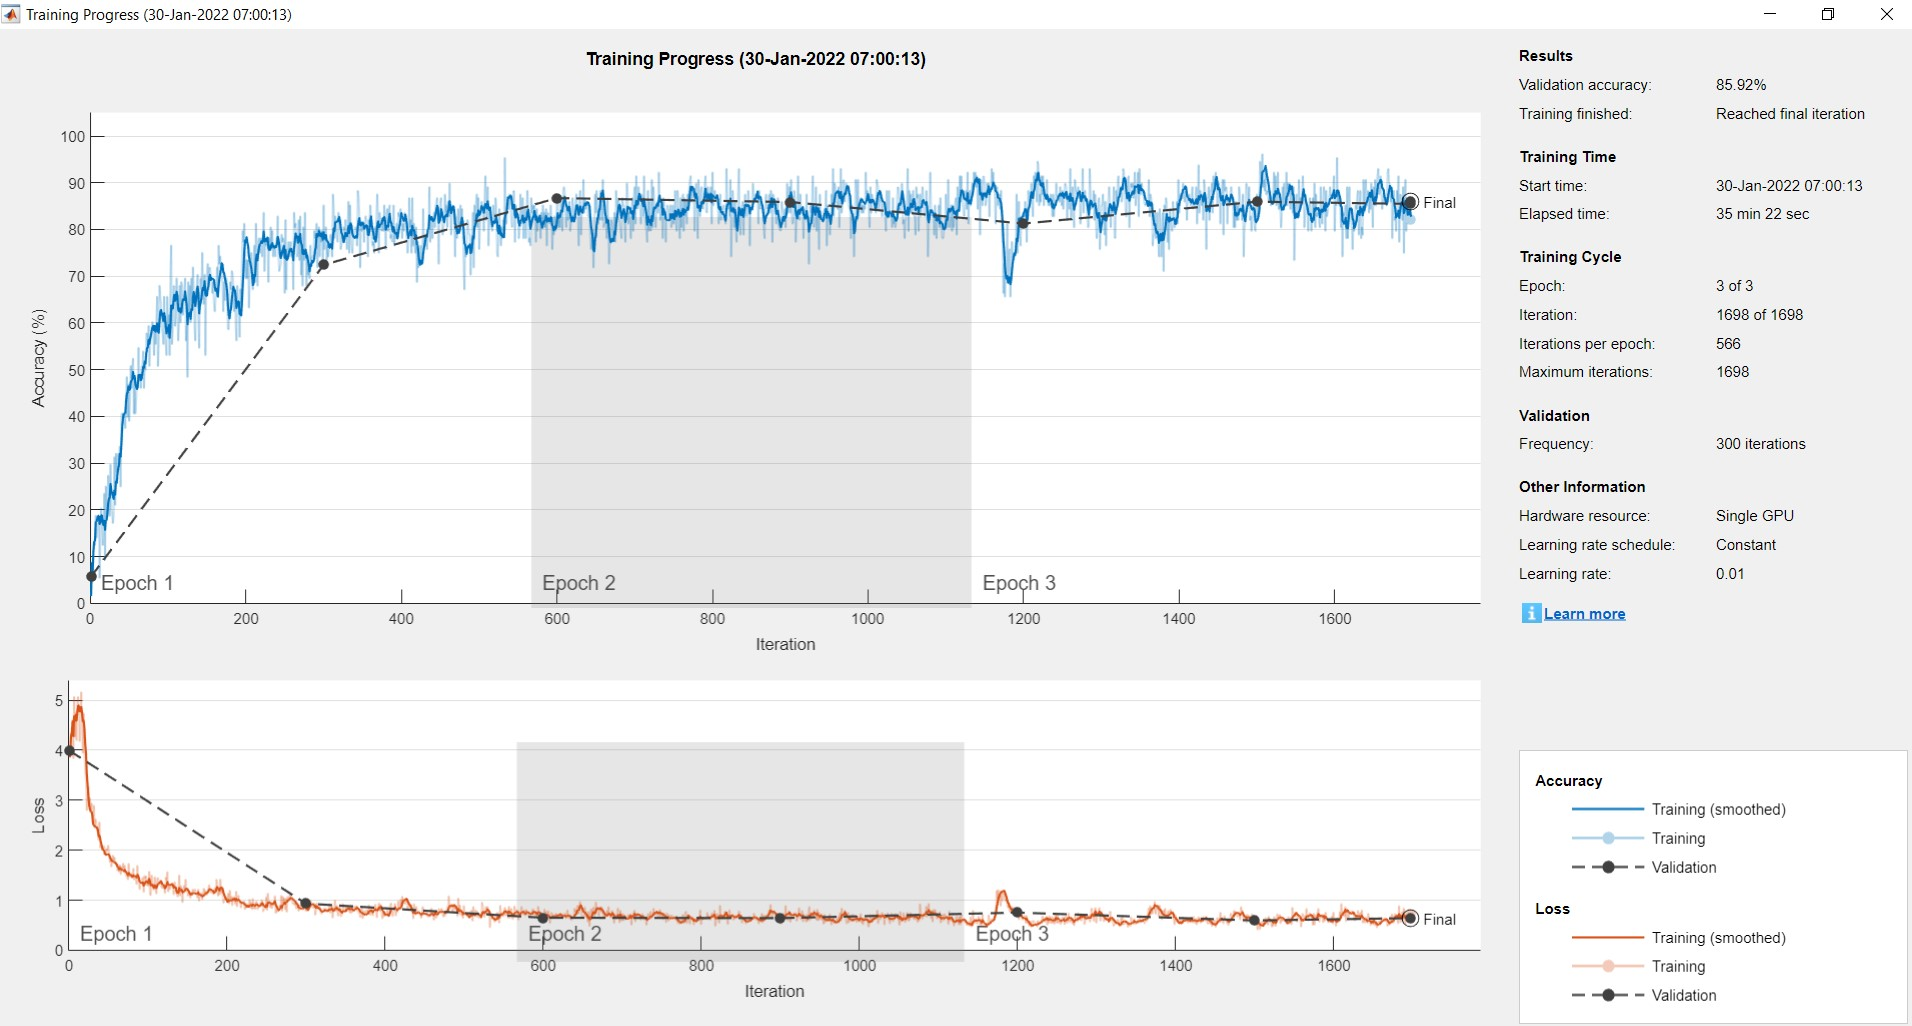 Training Progress (30-Jan-2022 07:00:13)
Training Progress (30-Jan-2022 07:00:13)
Accuracy (%)
100
90
80
70
60
50
40
30
20
10
0
Final
Epoch 1
Epoch 2
Epoch 3
0 200 400 600 800 1000 1200 1400 1600
Iteration
Loss
5
4
3
2
1
0
Final
Epoch 1
Epoch 2
Epoch 3
0 200 400 600 800 1000 1200 1400 1600
Iteration
Results
Validation accuracy: 85.92%
Training finished: Reached final iteration
Training Time
Start time: 30-Jan-2022 07:00:13
Elapsed time: 35 min 22 sec
Training Cycle
Epoch: 3 of 3
Iteration: 1698 of 1698
Iterations per epoch: 566
Maximum iterations: 1698
Validation
Frequency: 300 iterations
Other Information
Hardware resource: Single GPU
Learning rate schedule: Constant
Learning rate: 0.01
i Learn more
Accuracy
Training (smoothed)
Training
Validation
Loss
Training (smoothed)
Training
Validation